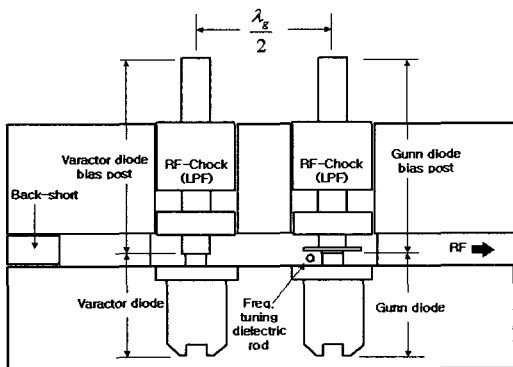 λg
2
Varactor diode
bias post
RF-Chock
(LPF)
RF-Chock
(LPF)
Gunn diode
bias post
Back-short
RF
Varactor diode
Freq.
tuning
dielectric
rod
Gunn diode